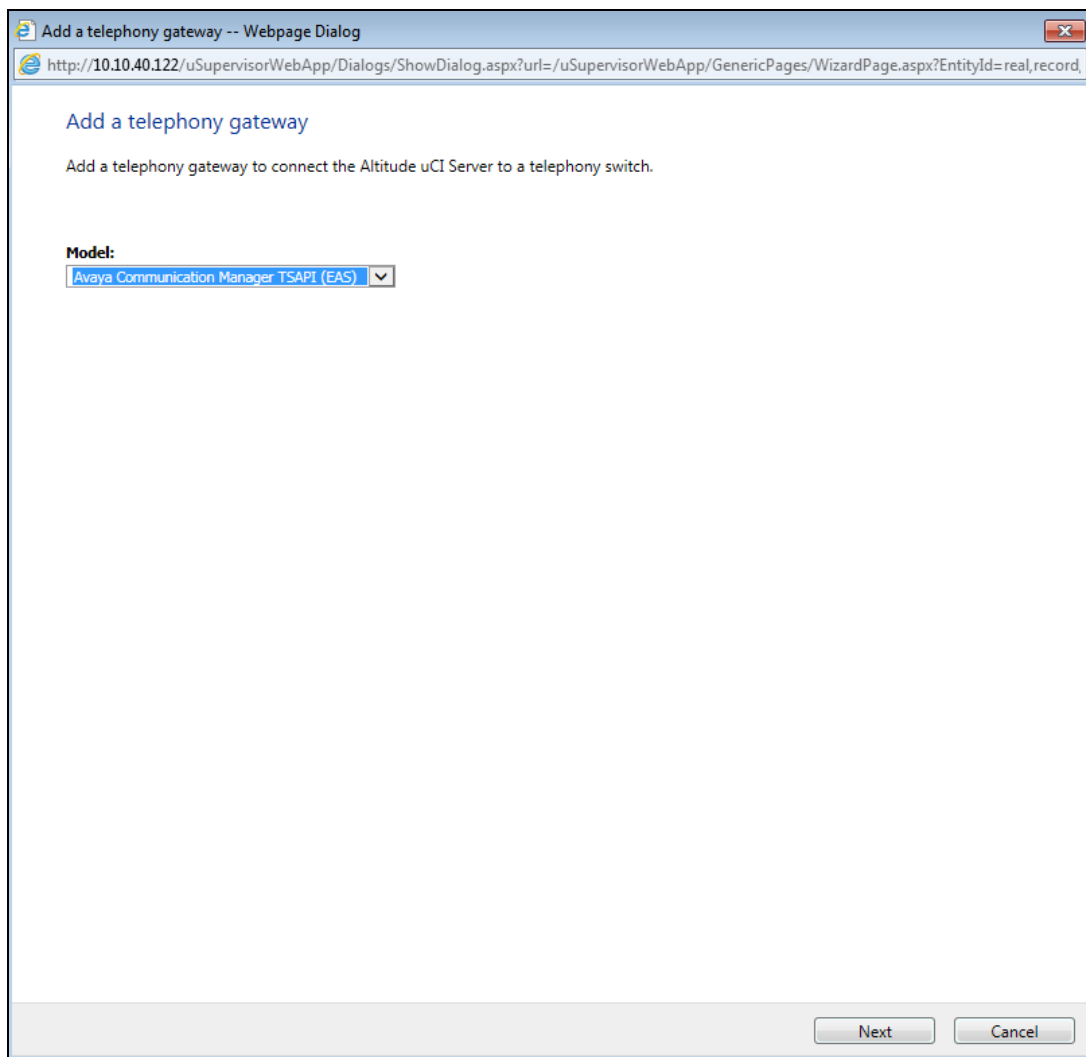 Add a telephony gateway -- Webpage Dialog
http://10.10.40.122/uSupervisorWebApp/Dialogs/ShowDialog.aspx?url=/uSupervisorWebApp/GenericPages/WizardPage.aspx?EntityId=real,record,
Add a telephony gateway
Add a telephony gateway to connect the Altitude uCI Server to a telephony switch.
Model:
Avaya Communication Manager TSAPI (EAS)
Next Cancel